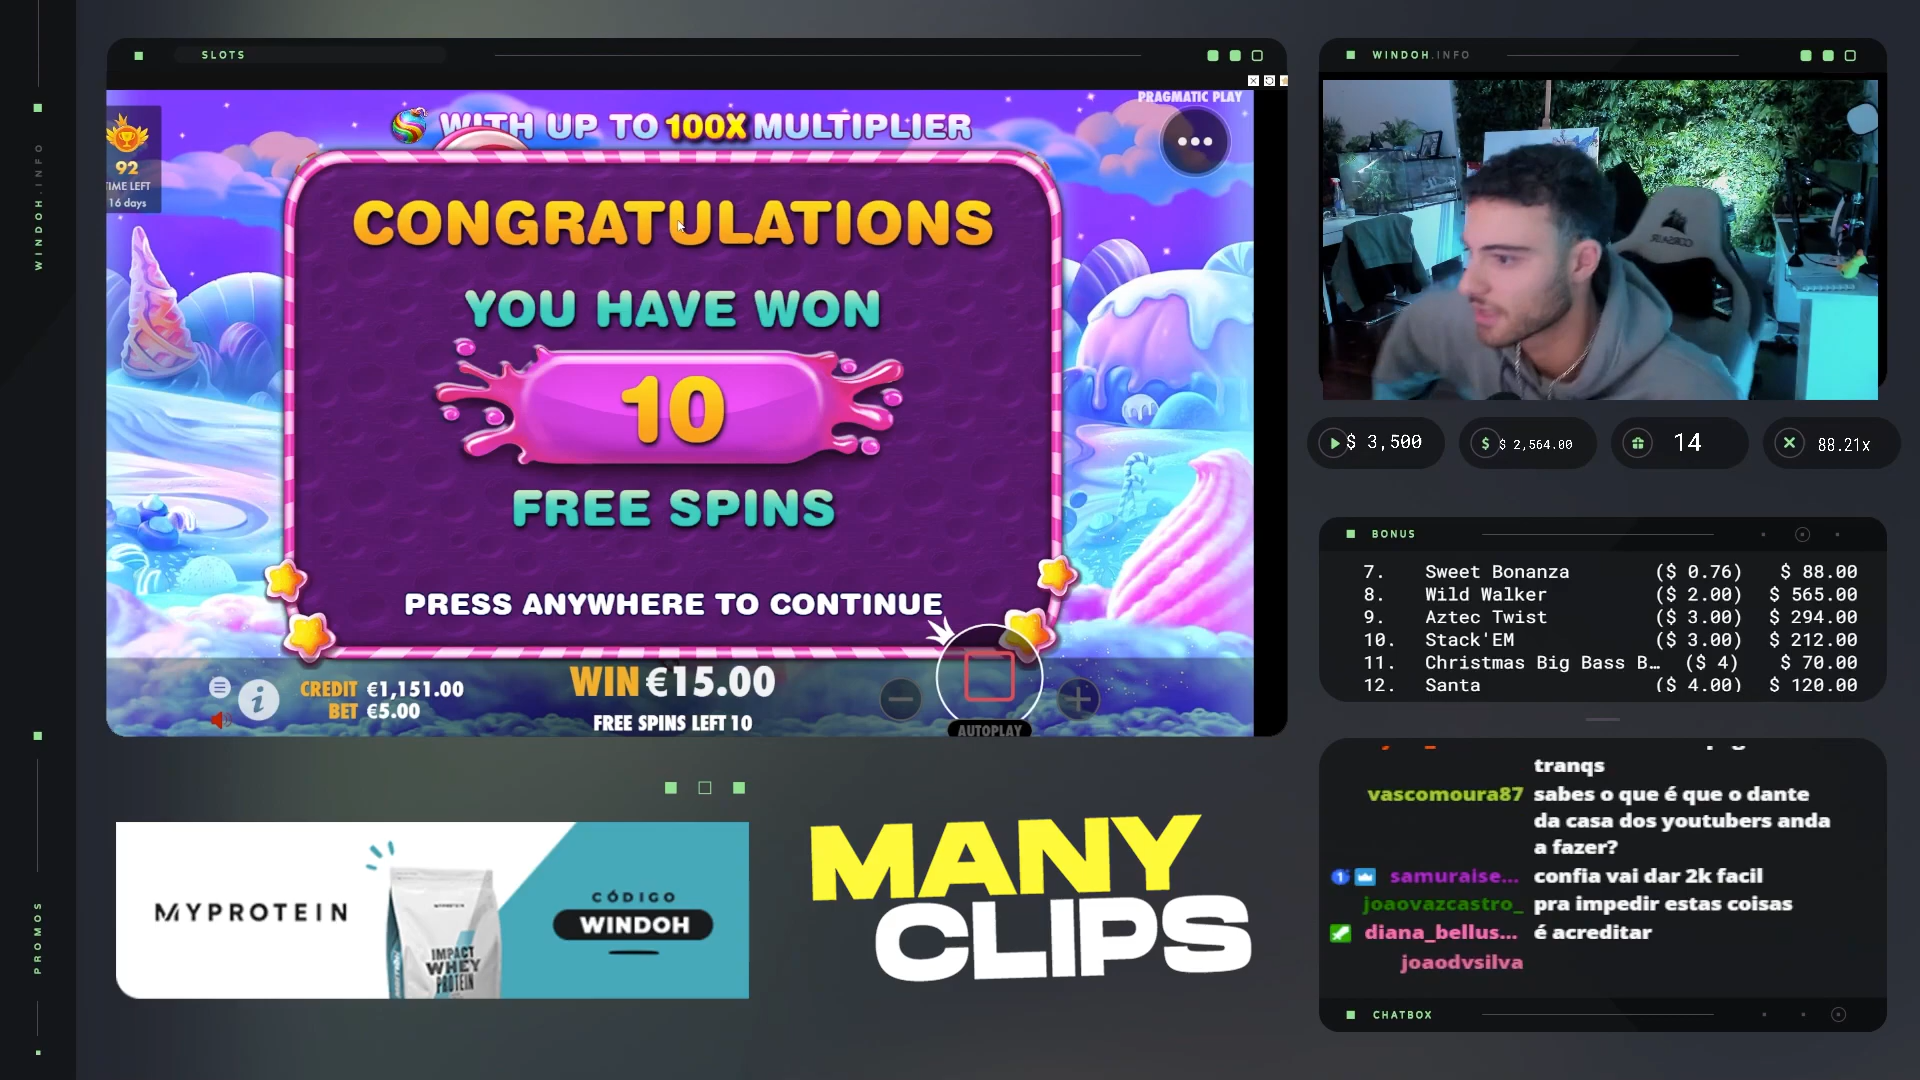 SLOTS
PRAGMATIC PLAY
WITH UP TO 100X MULTIPLIER
92
TIME LEFT
16 days
CONGRATULATIONS
YOU HAVE WON
10
FREE SPINS
PRESS ANYWHERE TO CONTINUE
CREDIT €1,151.00
BET €5.00
WIN €15.00
FREE SPINS LEFT 10
AUTOPLAY
WINDOH.INFO
PROMOS
MYPROTEIN
IMPACT
WHEY
PROTEIN
CÓDIGO
WINDOH
MANY
CLIPS
WINDOH.INFO
$ 3,500
$ $ 2,564.00
14
88.21x
BONUS
7. Sweet Bonanza ($ 0.76) $ 88.00
8. Wild Walker ($ 2.00) $ 565.00
9. Aztec Twist ($ 3.00) $ 294.00
10. Stack'EM ($ 3.00) $ 212.00
11. Christmas Big Bass B… ($ 4) $ 70.00
12. Santa ($ 4.00) $ 120.00
tranqs
vascomoura87 sabes o que é que o dante
da casa dos youtubers anda
a fazer?
samuraise... confia vai dar 2k facil
joaovazcastro_ pra impedir estas coisas
diana_bellus... é acreditar
joaodvsilva
CHATBOX